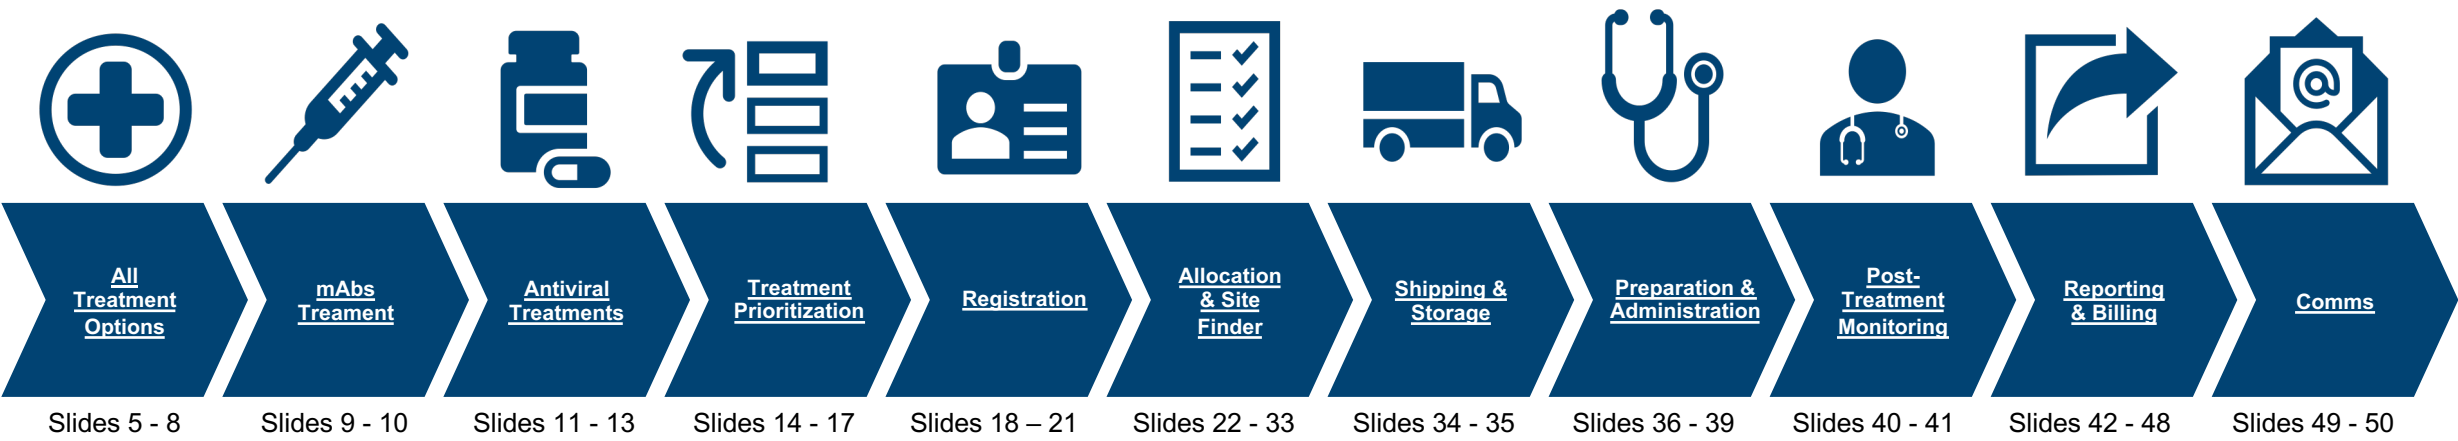 @
All
Treatment
Options
mAbs
Treament
Antiviral
Treatments
Treatment
Prioritization
Registration
Allocation
& Site
Finder
Shipping &
Storage
Preparation &
Administration
Post-
Treatment
Monitoring
Reporting
& Billing
Comms
Slides 5 - 8
Slides 9 - 10
Slides 11 - 13
Slides 14 - 17
Slides 18 – 21
Slides 22 - 33
Slides 34 - 35
Slides 36 - 39
Slides 40 - 41
Slides 42 - 48
Slides 49 - 50